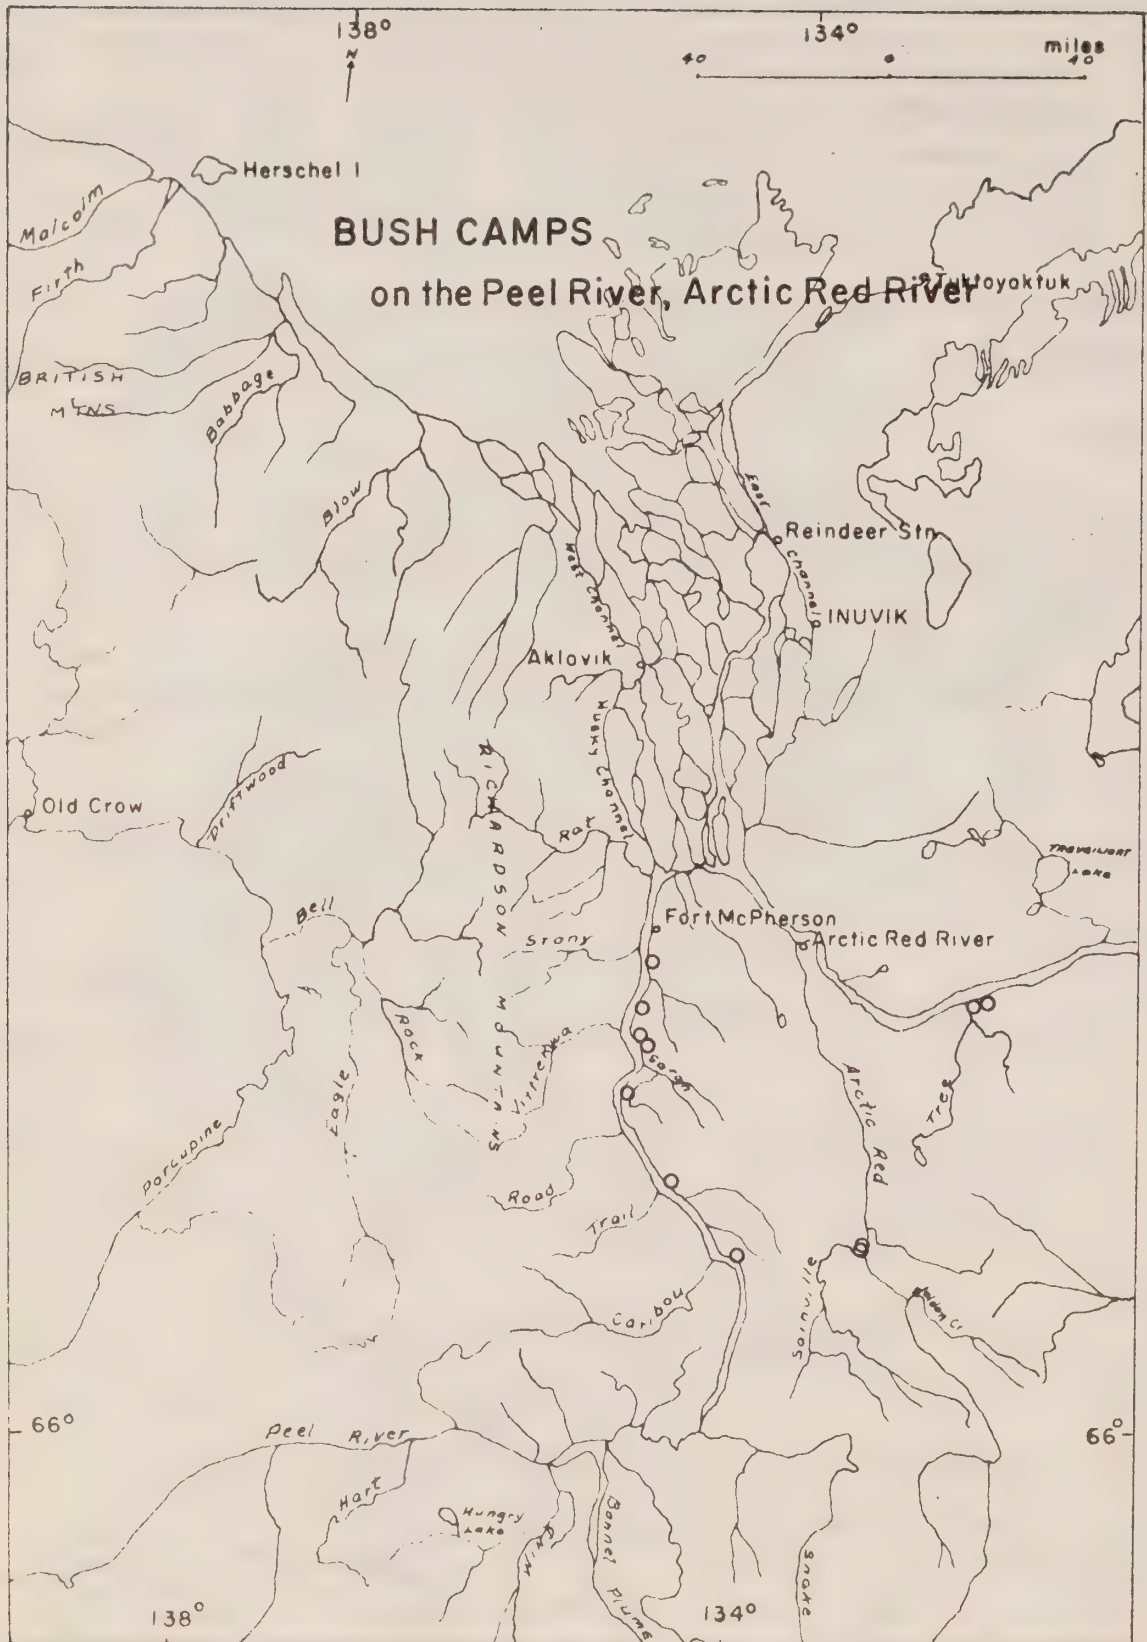 138° 134°
N
miles
40 0 40
Herschel I
Malcolm
BUSH CAMPS
Firth
on the Peel River, Arctic Red River
Tuktoyaktuk
BRITISH
MTNS
Babbage
Blow
East
Reindeer Stn
Channel
West Channel
INUVIK
Aklavik
Husky Channel
RICHARDSON MOUNTAINS
Driftwood
Old Crow
Rat
TRAVAILLANT
LAKE
Bell
Fort McPherson
Stony
Arctic Red River
Rock
Vittrekwa
Eagle
Arctic Red
Tree
Porcupine
Road
Trail
Sainville
Caribou
66°
66°
Peel River
Hart
Hungry
Lake
Wind
Bonnet Plume
Snake
138°
134°